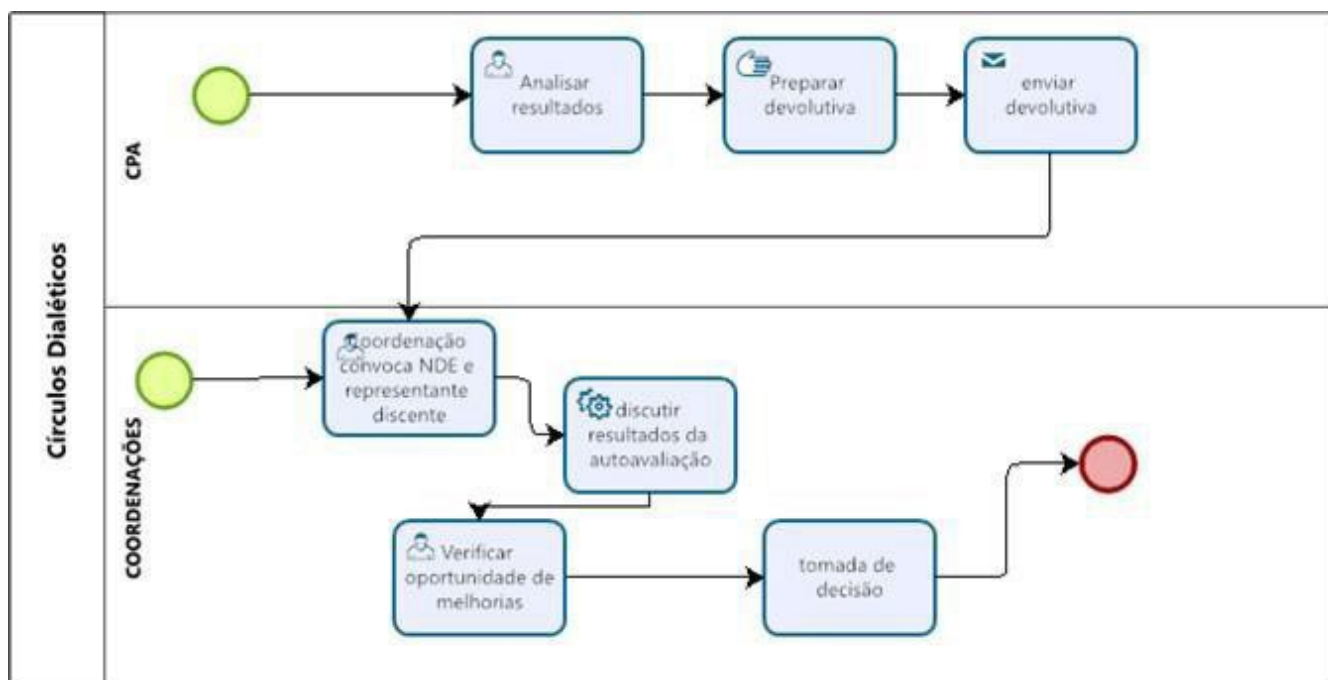 Círculos Dialéticos
CPA
Analisar
resultados
Preparar
devolutiva
enviar
devolutiva
COORDENAÇÕES
Coordenação
convoca NDE e
representante
discente
discutir
resultados da
autoavaliação
Verificar
oportunidade de
melhorias
tomada de
decisão